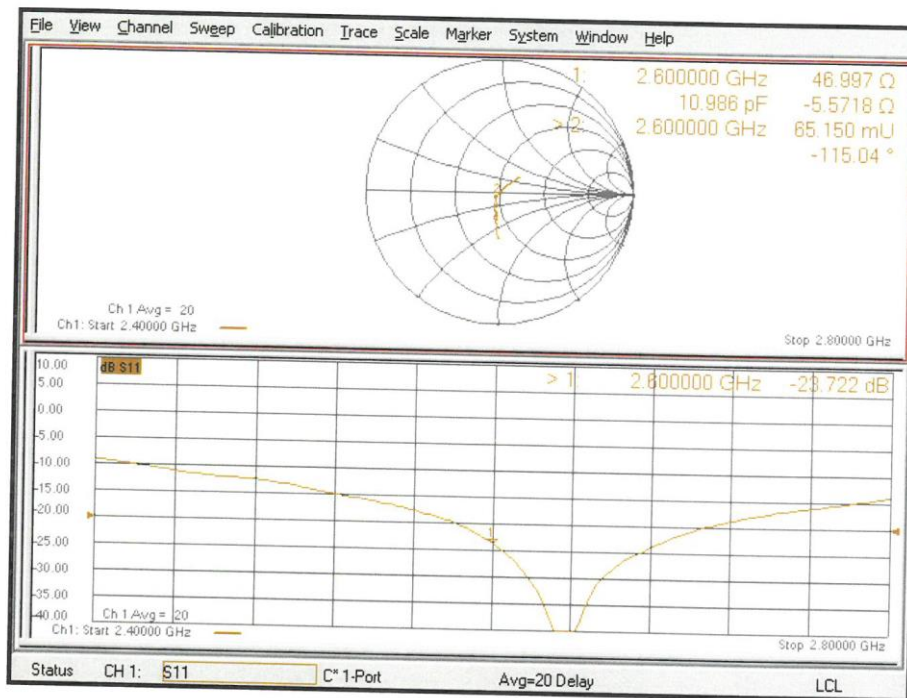 File View Channel Sweep Calibration Trace Scale Marker System Window Help
1: 2.600000 GHz 46.997 Ω
10.986 pF -5.5718 Ω
> 2: 2.600000 GHz 65.150 mU
-115.04 °
Ch 1 Avg = 20
Ch1: Start 2.40000 GHz
Stop 2.80000 GHz
10.00
dB S11
> 1: 2.600000 GHz -23.722 dB
5.00
0.00
-5.00
-10.00
-15.00
-20.00
-25.00
1
-30.00
-35.00
-40.00
Ch 1 Avg = 20
Ch1: Start 2.40000 GHz
Stop 2.80000 GHz
Status CH 1: S11 C* 1-Port Avg=20 Delay LCL